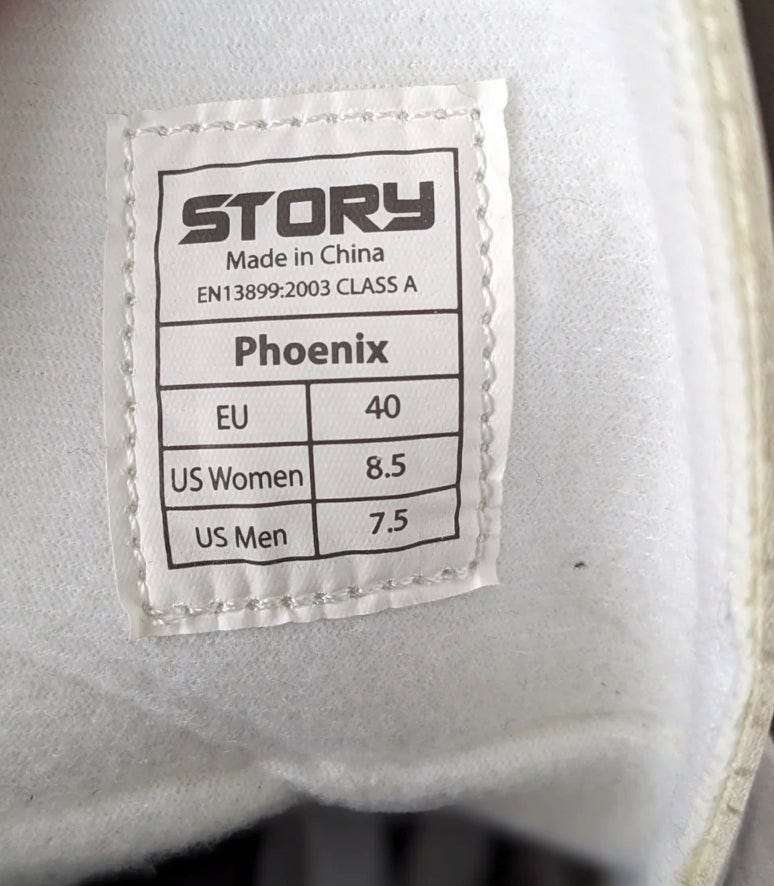 STORY
Made in China
EN13899:2003 CLASS A
Phoenix
EU 40
US Women 8.5
US Men 7.5